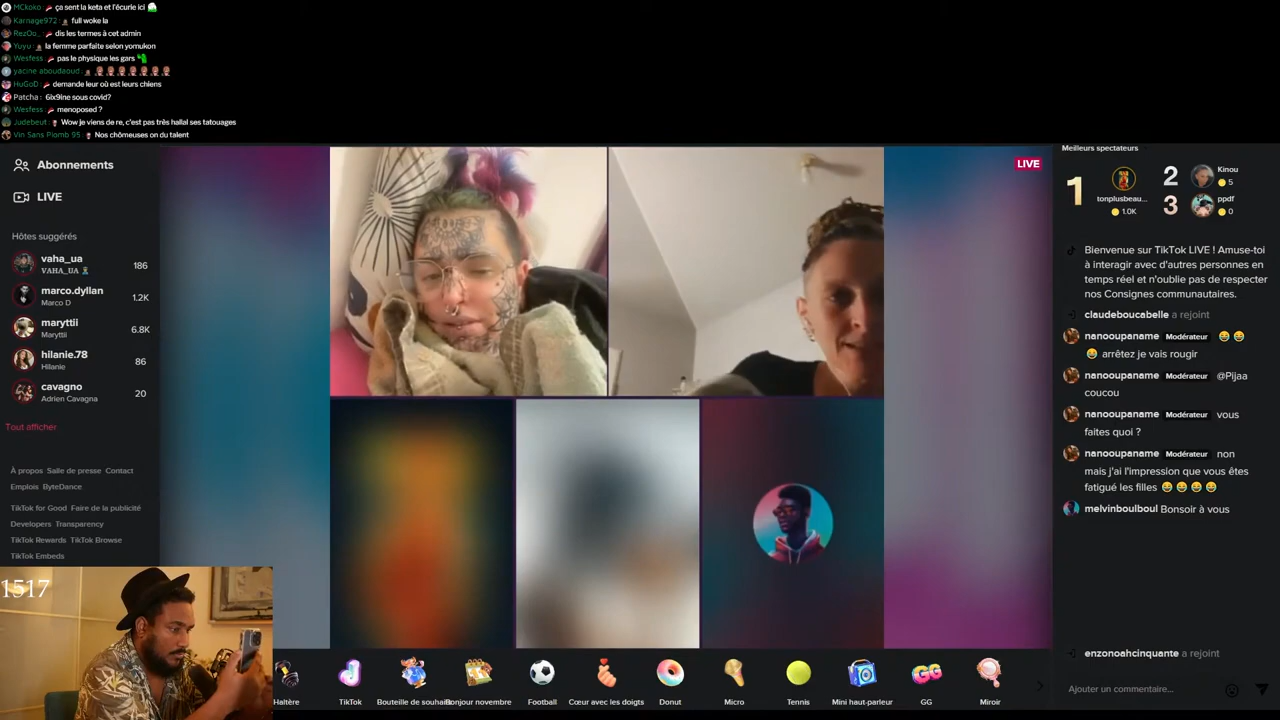 MCkoko : ça sent la keta et l'écurie ici
Karnage972 : full woke la
RezOo_ : dis les termes à cet admin
Yuyu : la femme parfaite selon yomukon
Wesfess : pas le physique les gars
yacine aboudaoud :
HuGoD : demande leur où est leurs chiens
Patcha : 6ix9ine sous covid?
Wesfess : menoposed ?
Judebeut : Wow je viens de re, c'est pas très hallal ses tatouages
Vin Sans Plomb 95 : Nos chômeuses on du talent
Abonnements
LIVE
Hôtes suggérés
vaha_ua
VAHA_UA
186
marco.dyllan
Marco D
1.2K
maryttii
Maryttii
6.8K
hilanie.78
Hilanie
86
cavagno
Adrien Cavagna
20
Tout afficher
À propos Salle de presse Contact
Emplois ByteDance
TikTok for Good Faire de la publicité
Developers Transparency
TikTok Rewards TikTok Browse
TikTok Embeds
1517
LIVE
Haltère
TikTok
Bouteille de souhaits
Bonjour novembre
Football
Cœur avec les doigts
Donut
Micro
Tennis
Mini haut-parleur
GG
GG
Miroir
Meilleurs spectateurs
1
tonplusbeau...
1.0K
2
Kinou
5
3
ppdf
0
Bienvenue sur TikTok LIVE ! Amuse-toi
à interagir avec d'autres personnes en
temps réel et n'oublie pas de respecter
nos Consignes communautaires.
claudeboucabelle a rejoint
nanooupaname Modérateur 😂 😂
😂 arrêtez je vais rougir
nanooupaname Modérateur @Pijaa
coucou
nanooupaname Modérateur vous
faites quoi ?
nanooupaname Modérateur non
mais j'ai l'impression que vous êtes
fatigué les filles 😂 😂 😂 😂
melvinboulboul Bonsoir à vous
enzonoahcinquante a rejoint
Ajouter un commentaire...